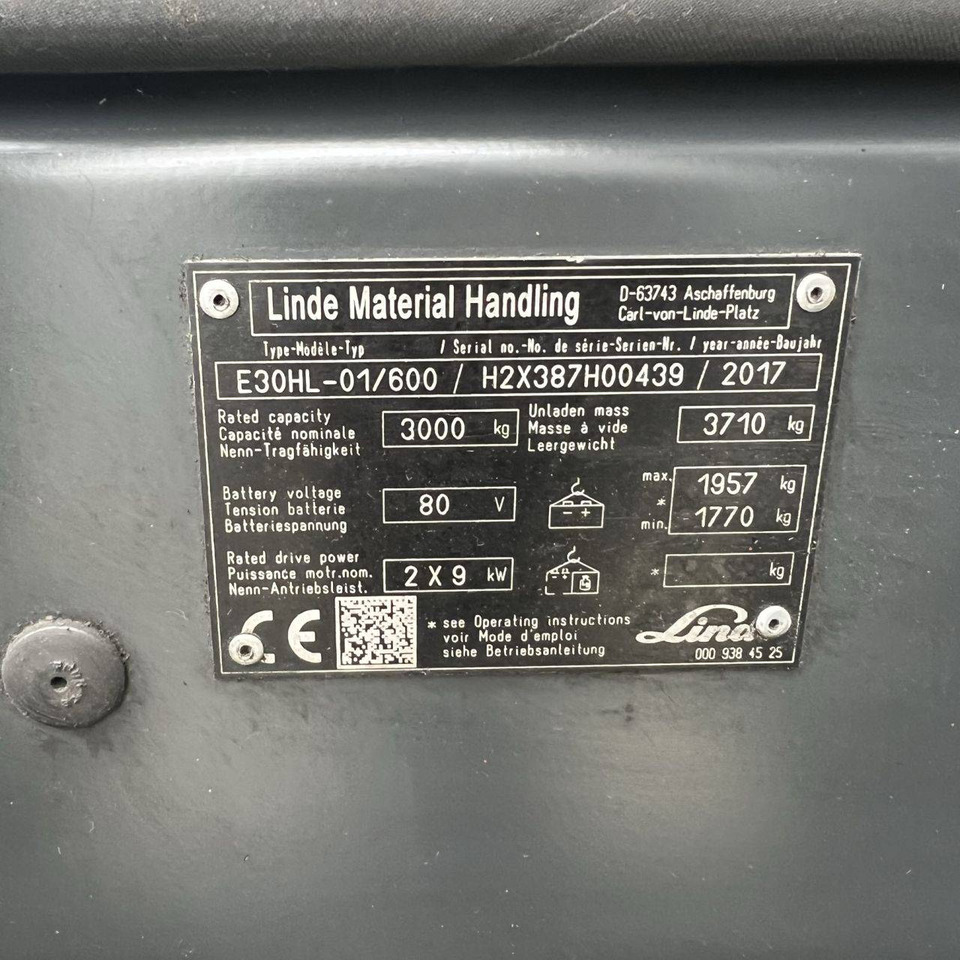 Linde Material Handling
D-63743 Aschaffenburg
Carl-von-Linde-Platz
Type-Modèle-Typ / Serial no.-No. de série-Serien-Nr. / year-année-Baujahr
E30HL-01/600 / H2X387H00439 / 2017
Rated capacity
Capacité nominale
Nenn-Tragfähigkeit
3000 kg
Unladen mass
Masse à vide
Leergewicht
3710 kg
Battery voltage
Tension batterie
Batteriespannung
80 V
max. 1957 kg
*
min. 1770 kg
Rated drive power
Puissance motr.nom.
Nenn-Antriebsleist.
2 X 9 kW
* kg
CE
* see Operating instructions
voir Mode d'emploi
siehe Betriebsanleitung
Linde
000 938 45 25